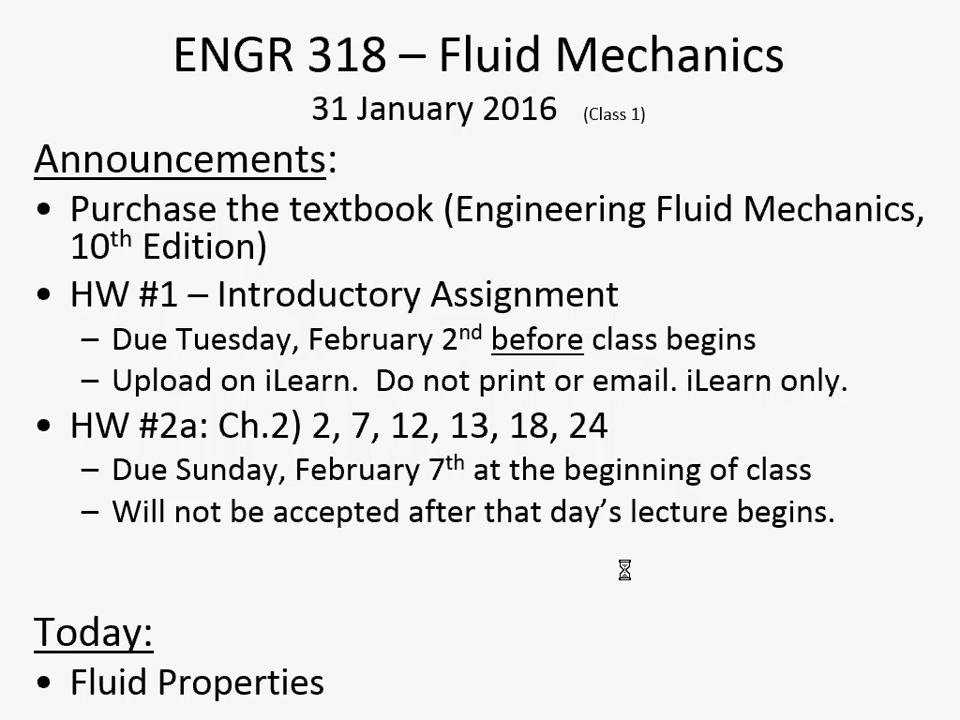 ENGR 318 – Fluid Mechanics
31 January 2016 (Class 1)
Announcements:
• Purchase the textbook (Engineering Fluid Mechanics,
10th Edition)
• HW #1 – Introductory Assignment
– Due Tuesday, February 2nd before class begins
– Upload on iLearn.  Do not print or email. iLearn only.
• HW #2a: Ch.2) 2, 7, 12, 13, 18, 24
– Due Sunday, February 7th at the beginning of class
– Will not be accepted after that day’s lecture begins.
Today:
• Fluid Properties